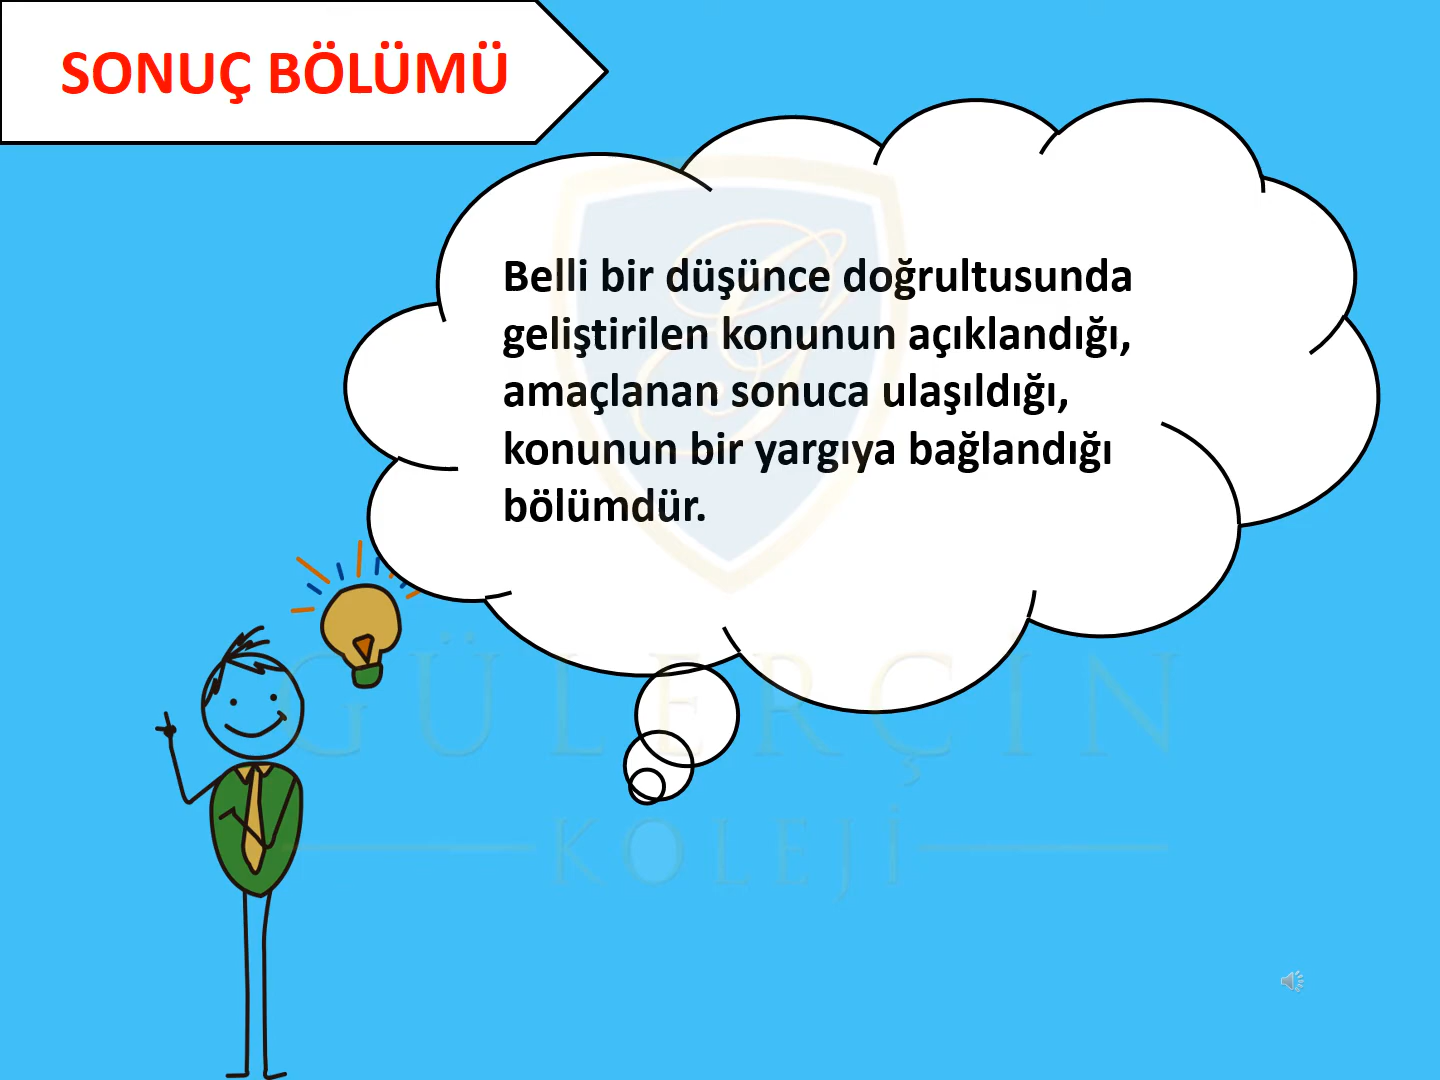 SONUÇ BÖLÜMÜ
Belli bir düşünce doğrultusunda
geliştirilen konunun açıklandığı,
amaçlanan sonuca ulaşıldığı,
konunun bir yargıya bağlandığı
bölümdür.
GÜLERÇİN
KOLEJİ